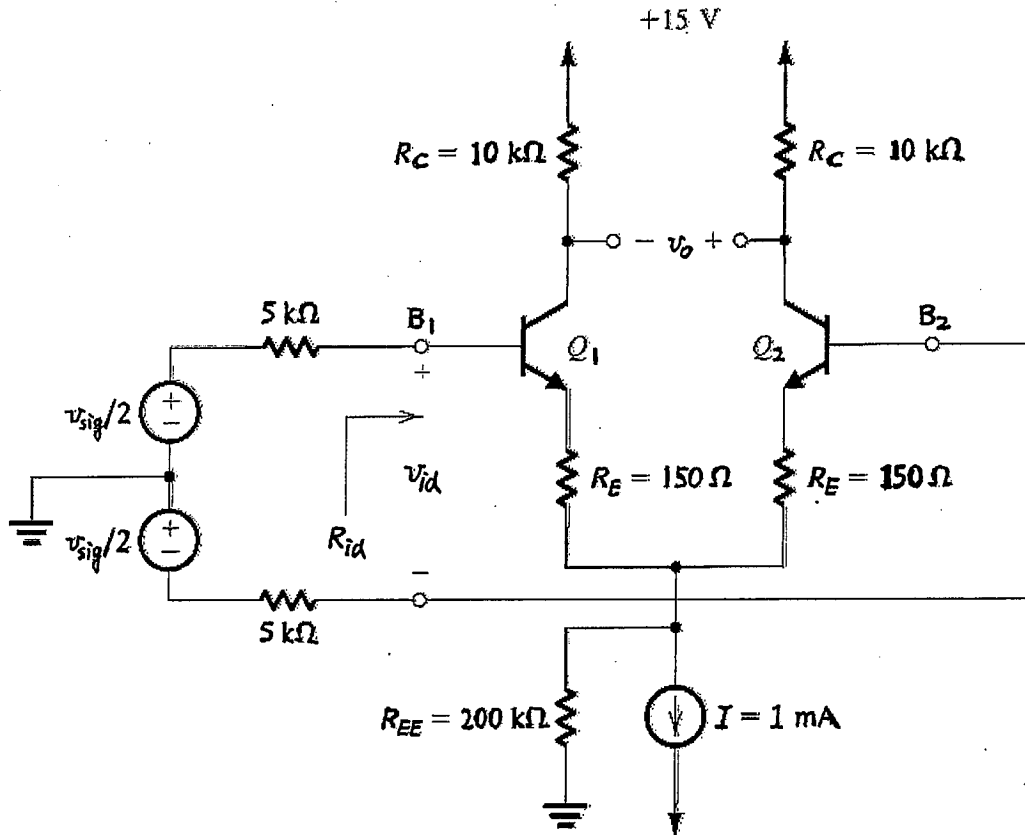 +15 V
R_C = 10 kΩ
R_C = 10 kΩ
− v_o +
5 kΩ
B_1
Q_1
Q_2
B_2
+
v_sig/2
+
−
R_E = 150 Ω
R_E = 150 Ω
v_id
R_id
v_sig/2
+
−
−
5 kΩ
R_EE = 200 kΩ
I = 1 mA